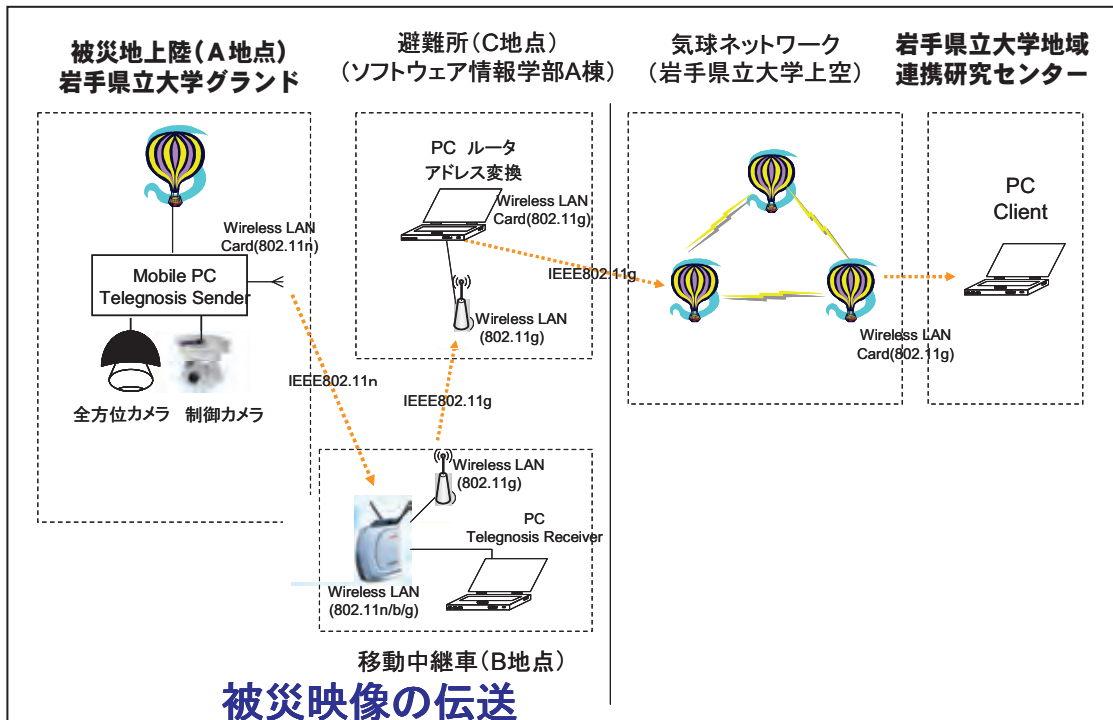 被災地上陸(A地点)
岩手県立大学グランド
Wireless LAN
Card(802.11n)
Mobile PC
Telegnosis Sender
全方位カメラ
制御カメラ
IEEE802.11n
避難所(C地点)
(ソフトウェア情報学部A棟)
PC ルータ
アドレス変換
Wireless LAN
Card(802.11g)
Wireless LAN
(802.11g)
IEEE802.11g
IEEE802.11g
Wireless LAN
(802.11g)
PC
Telegnosis Receiver
Wireless LAN
(802.11n/b/g)
移動中継車(B地点)
気球ネットワーク
(岩手県立大学上空)
Wireless LAN
Card(802.11g)
岩手県立大学地域
連携研究センター
PC
Client
被災映像の伝送